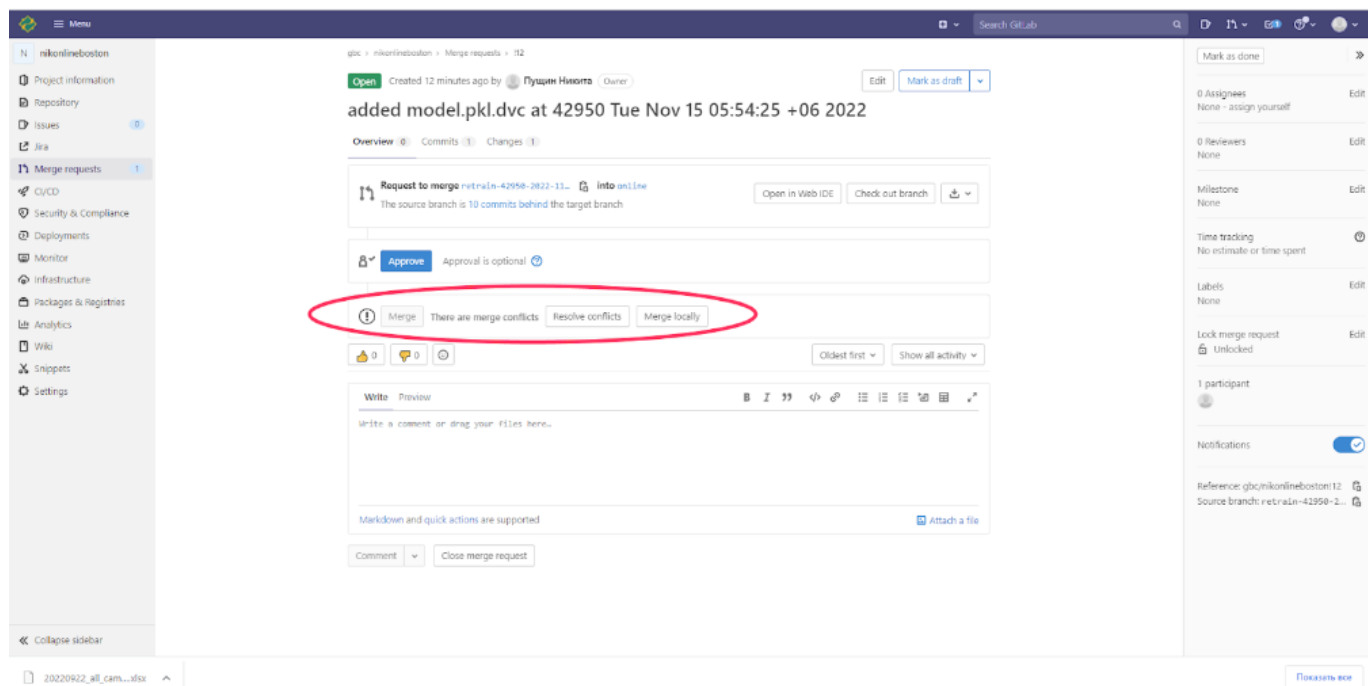 Menu
Search GitLab
N nikonlineboston
Project information
Repository
Issues 0
Jira
Merge requests 1
CI/CD
Security & Compliance
Deployments
Monitor
Infrastructure
Packages & Registries
Analytics
Wiki
Snippets
Settings
Collapse sidebar
gbc > nikonlineboston > Merge requests > !12
Open Created 12 minutes ago by Пущин Никита Owner
Edit Mark as draft
added model.pkl.dvc at 42950 Tue Nov 15 05:54:25 +06 2022
Overview 0 Commits 1 Changes 1
Request to merge retrain-42950-2022-11… into online
The source branch is 10 commits behind the target branch
Open in Web IDE Check out branch
Approve Approval is optional
Merge There are merge conflicts Resolve conflicts Merge locally
0 0
Oldest first Show all activity
Write Preview
Write a comment or drag your files here…
Markdown and quick actions are supported
Attach a file
Comment Close merge request
Mark as done
0 Assignees Edit
None - assign yourself
0 Reviewers Edit
None
Milestone Edit
None
Time tracking
No estimate or time spent
Labels Edit
None
Lock merge request Edit
Unlocked
1 participant
Notifications
Reference: gbc/nikonlineboston!12
Source branch: retrain-42950-2…
20220922_all_cam....xlsx
Показать все